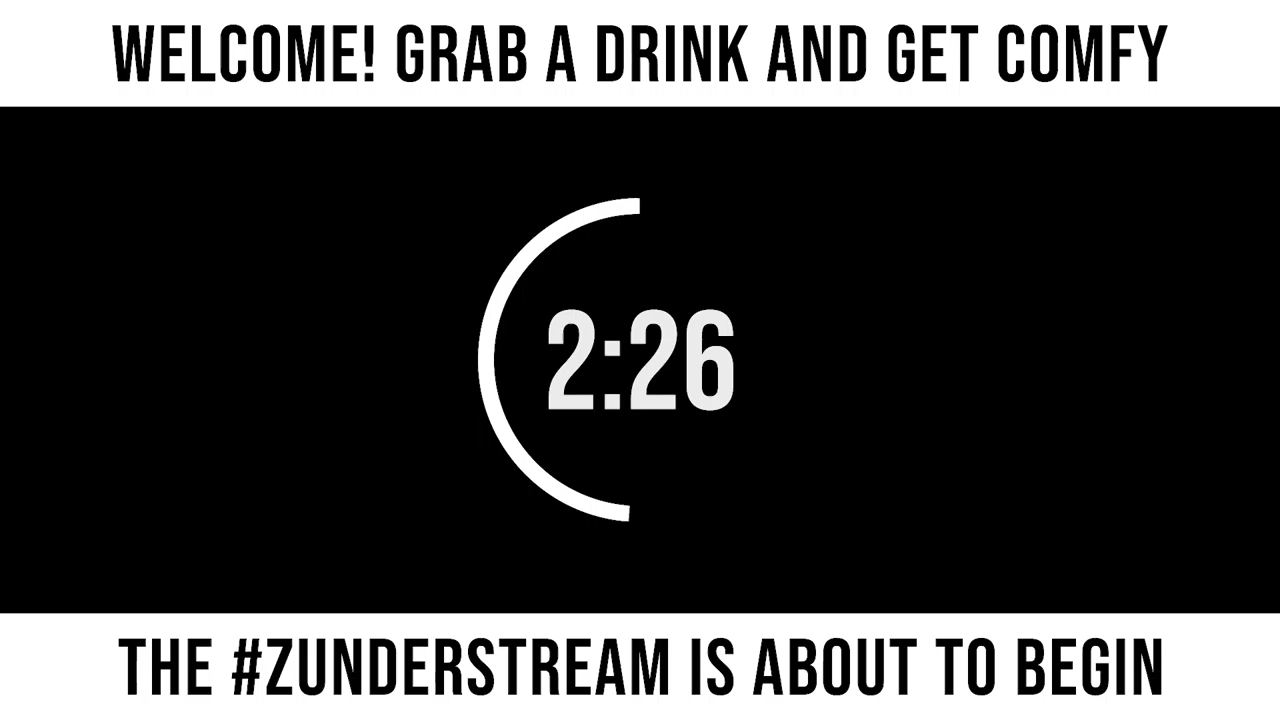 WELCOME! GRAB A DRINK AND GET COMFY
2:26
THE #ZUNDERSTREAM IS ABOUT TO BEGIN